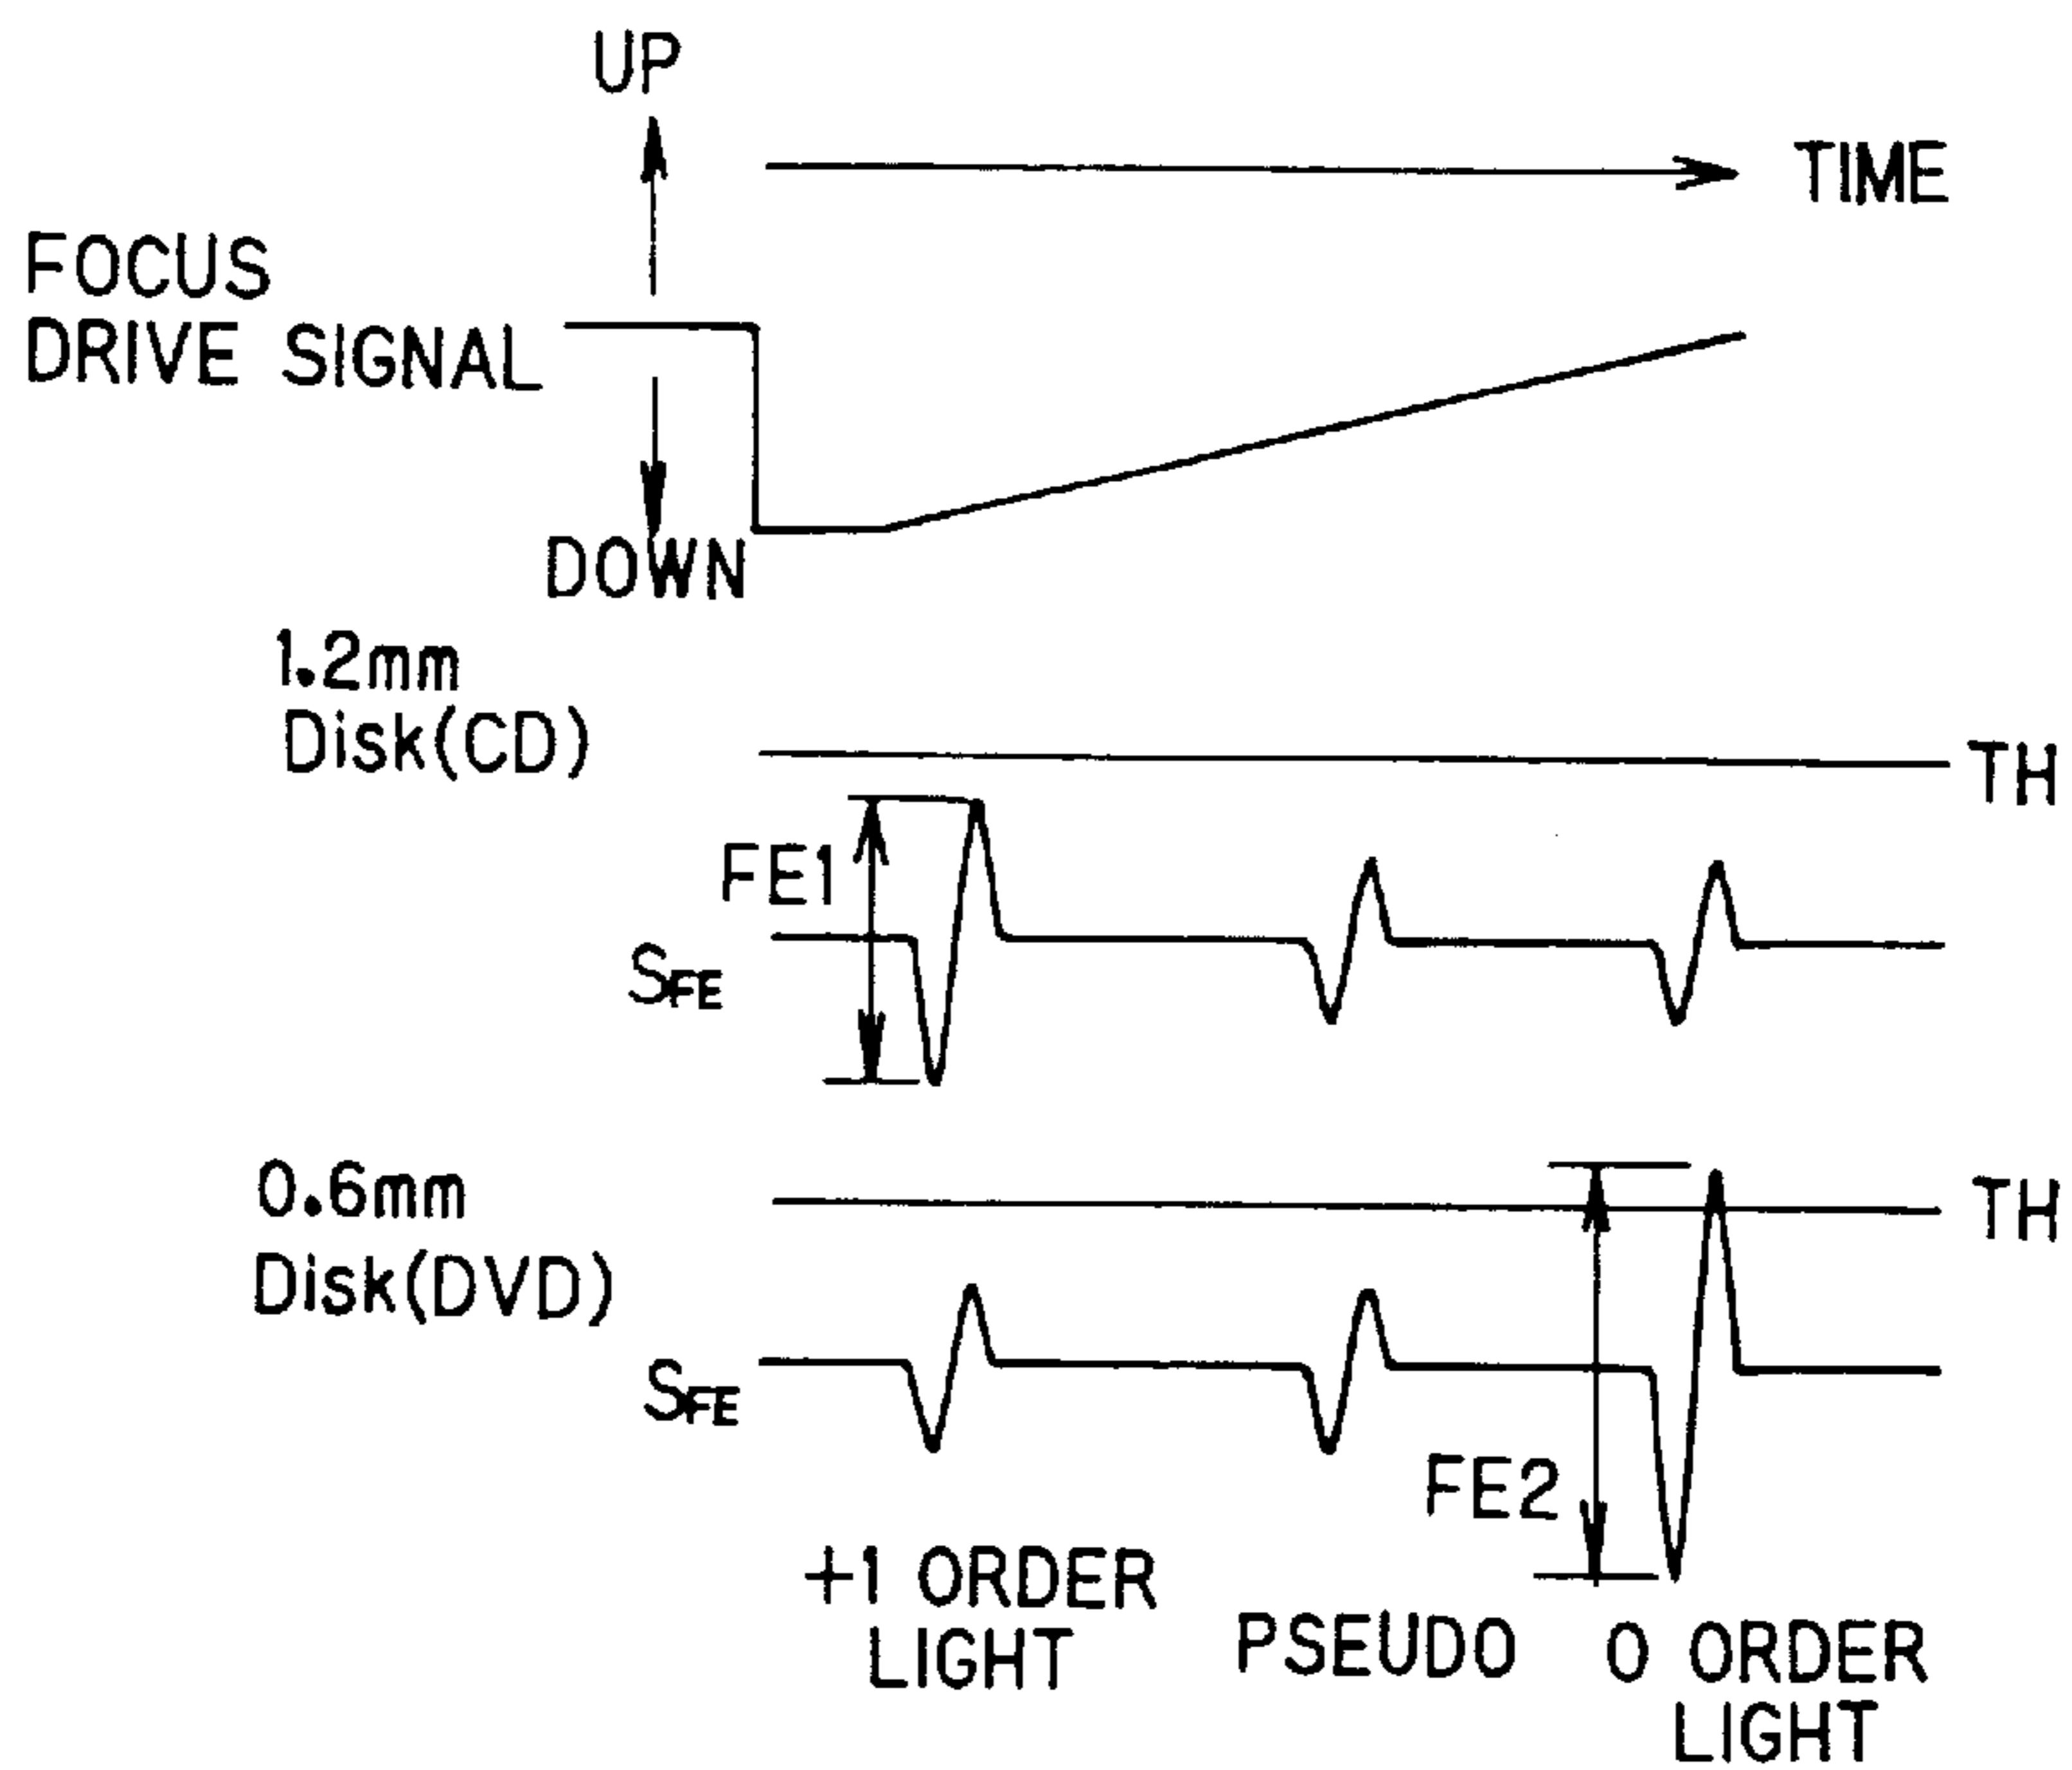 UP
TIME
FOCUS
DRIVE SIGNAL
DOWN
1.2mm
Disk(CD)
TH
FE1
SFE
0.6mm
Disk(DVD)
TH
SFE
FE2
+1 ORDER
LIGHT
PSEUDO
0 ORDER
LIGHT